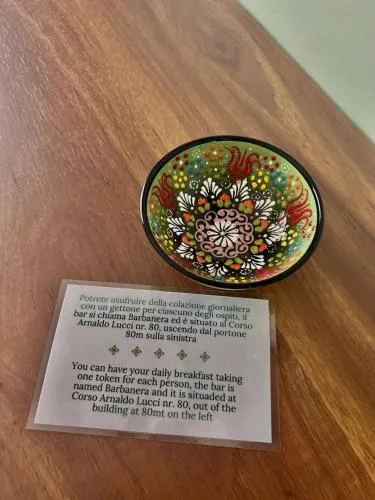 Potrete usufruire della colazione giornaliera
con un gettone per ciascuno degli ospiti, il
bar si chiama Barbanera ed è situato al Corso
Arnaldo Lucci nr. 80, uscendo dal portone
80m sulla sinistra
You can have your daily breakfast taking
one token for each person, the bar is
named Barbanera and it is situaded at
Corso Arnaldo Lucci nr. 80, out of the
building at 80mt on the left